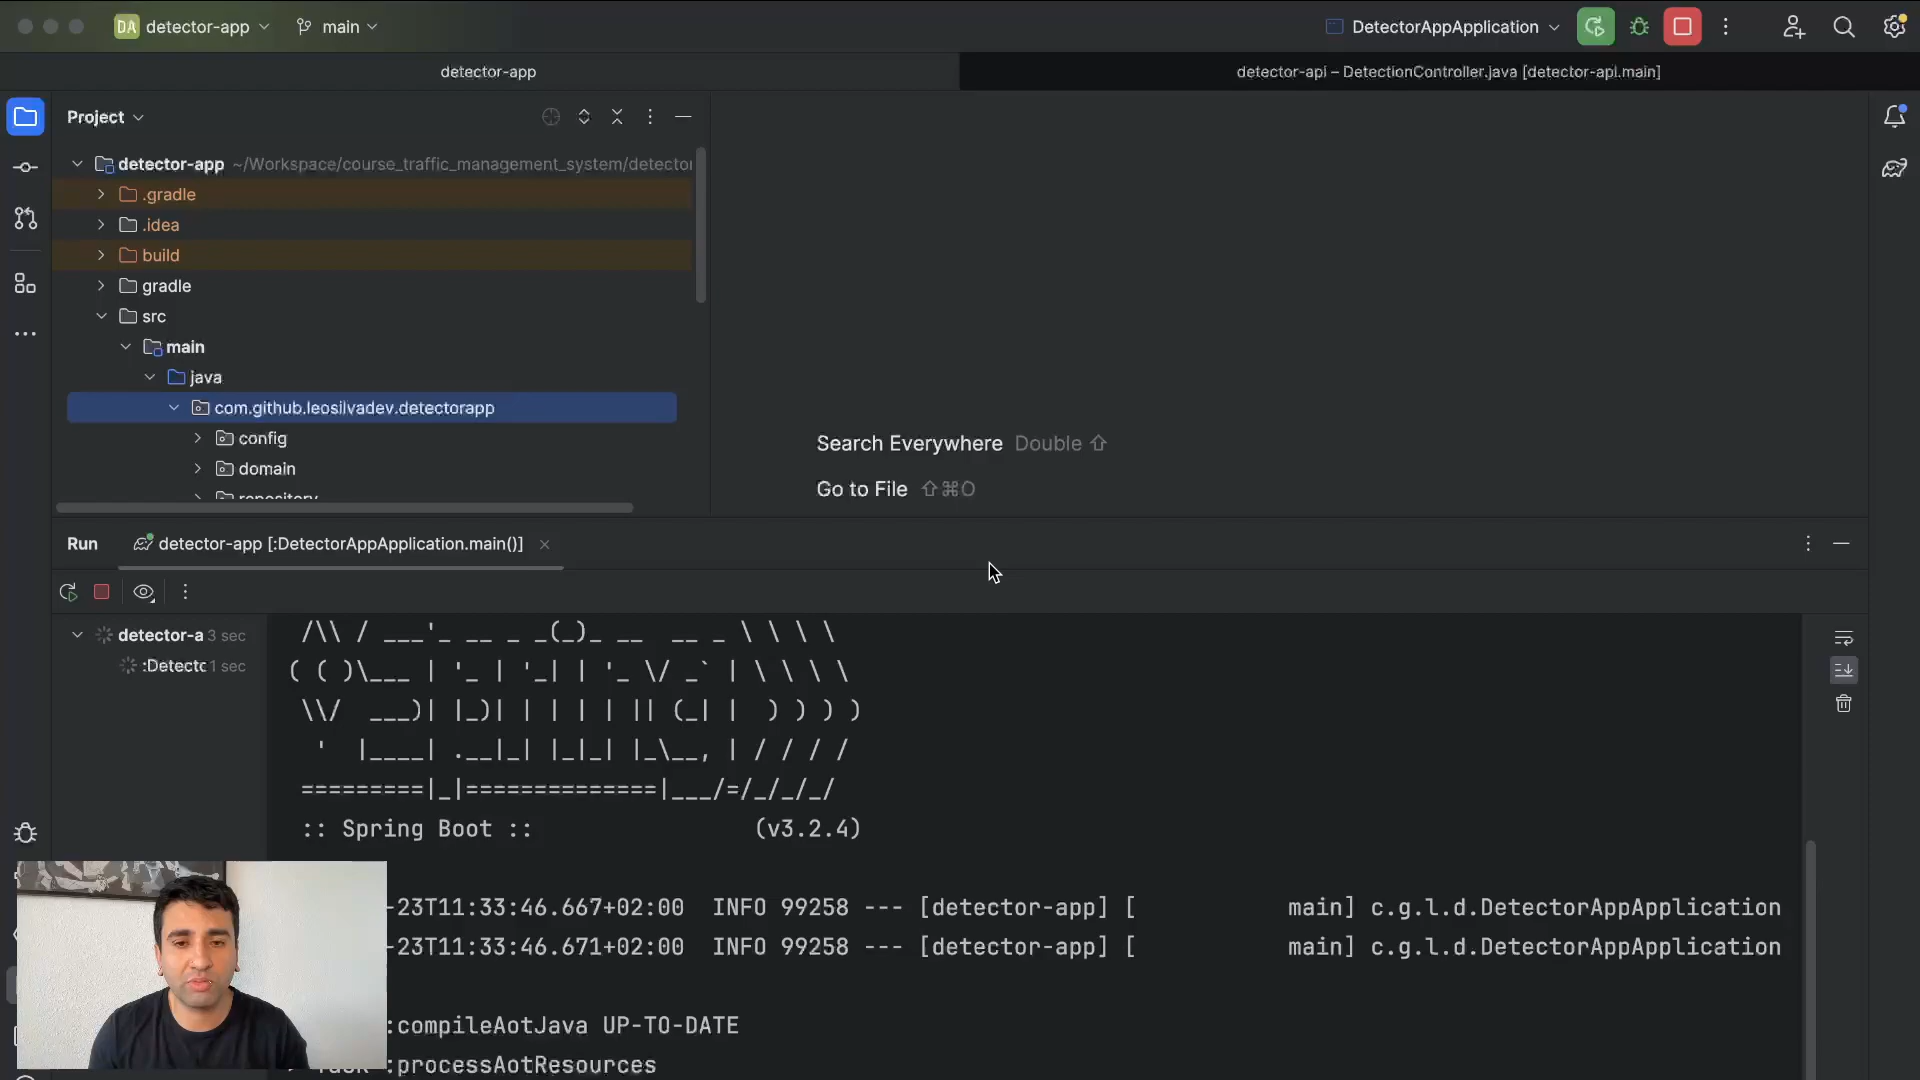 DA detector-app main DetectorAppApplication
detector-app detector-api – DetectionController.java [detector-api.main]
Project
detector-app ~/Workspace/course_traffic_management_system/detector
.gradle
.idea
build
gradle
src
main
java
com.github.leosilvadev.detectorapp
config
domain
repository
Search Everywhere Double ⇧
Go to File ⇧⌘O
Run detector-app [:DetectorAppApplication.main()]
detector-a 3 sec
:Detectc 1 sec
/\\ / ___'_ __ _ _(_)_ __  __ _ \ \ \ \
( ( )\___ | '_ | '_| | '_ \/ _` | \ \ \ \
\\/  ___)| |_)| | | | | || (_| |  ) ) ) )
'  |____| .__|_| |_|_| |_\__, | / / / /
=========|_|==============|___/=/_/_/_/
:: Spring Boot :: (v3.2.4)
-23T11:33:46.667+02:00 INFO 99258 --- [detector-app] [ main] c.g.l.d.DetectorAppApplication
-23T11:33:46.671+02:00 INFO 99258 --- [detector-app] [ main] c.g.l.d.DetectorAppApplication
:compileAotJava UP-TO-DATE
> Task :processAotResources